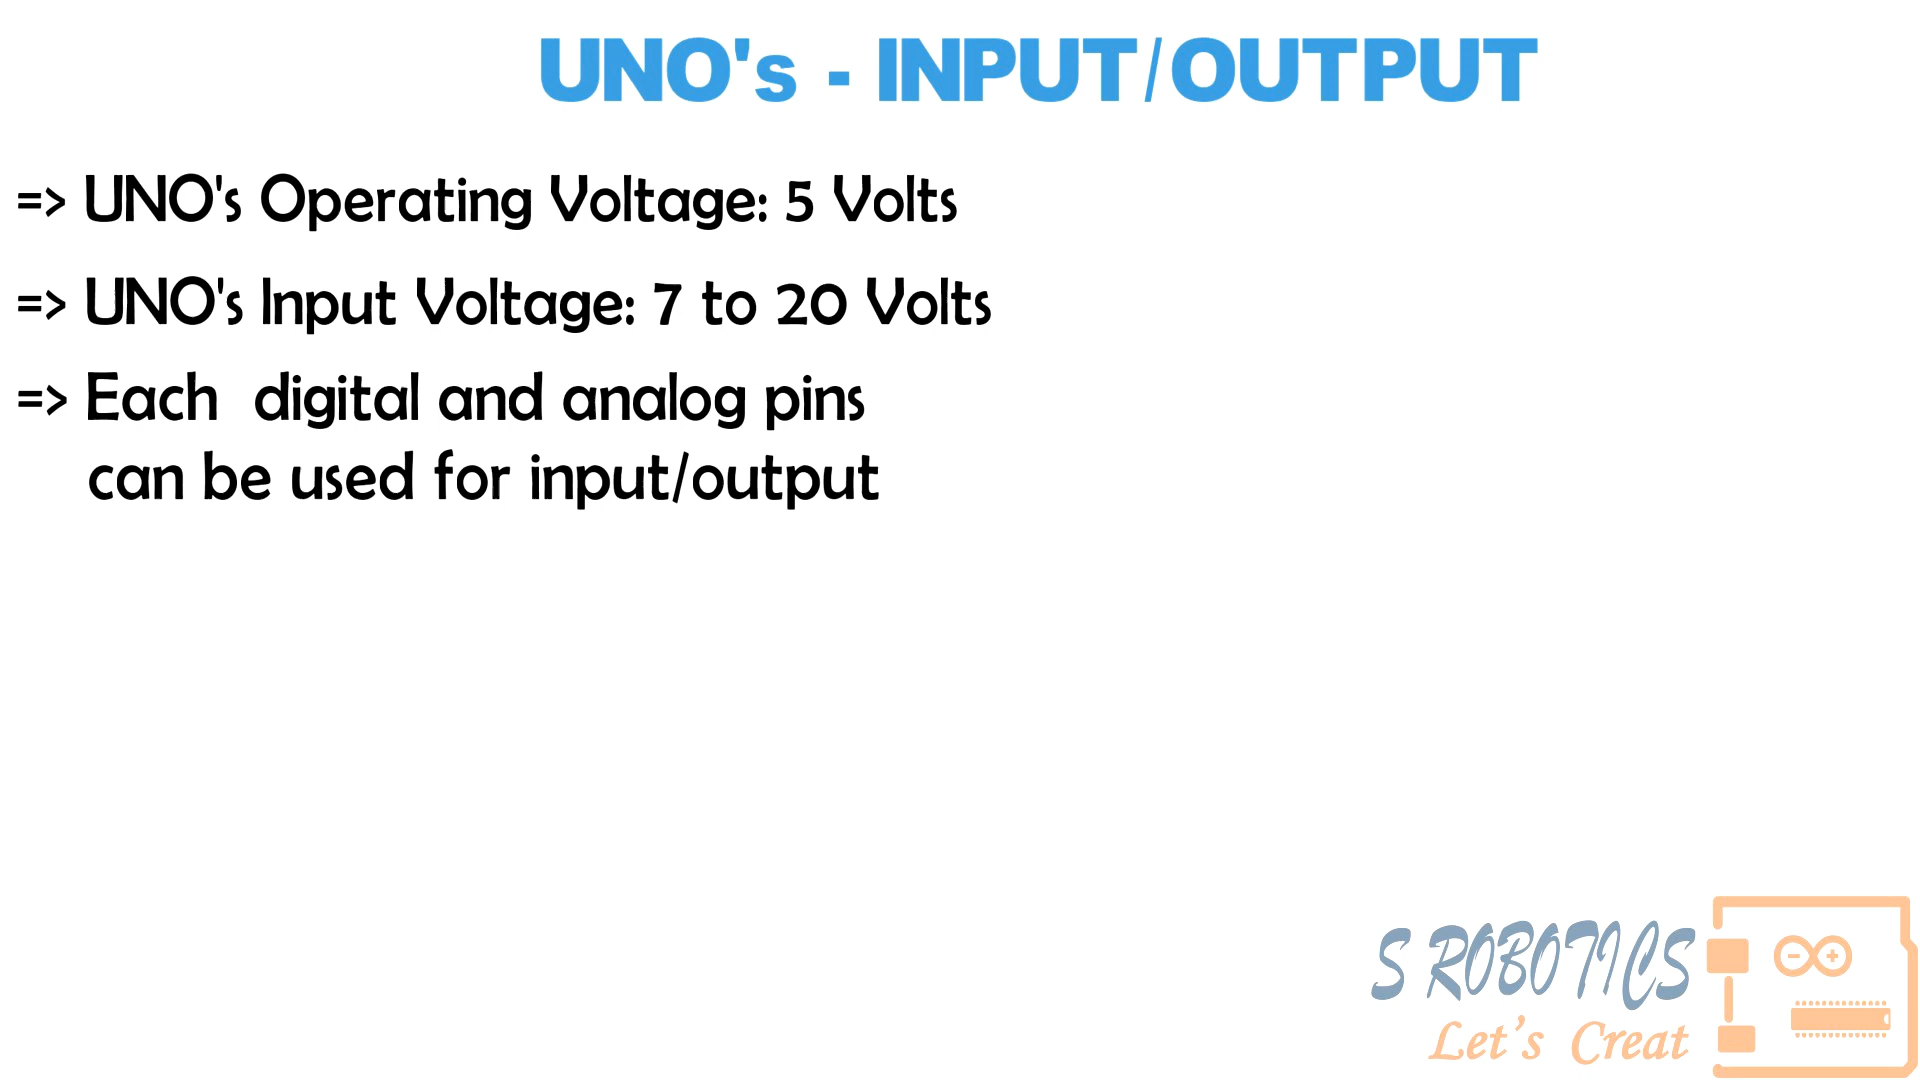 UNO's - INPUT/OUTPUT
=> UNO's Operating Voltage: 5 Volts
=> UNO's Input Voltage: 7 to 20 Volts
=> Each digital and analog pins
can be used for input/output
S ROBOTICS
Let's Creat